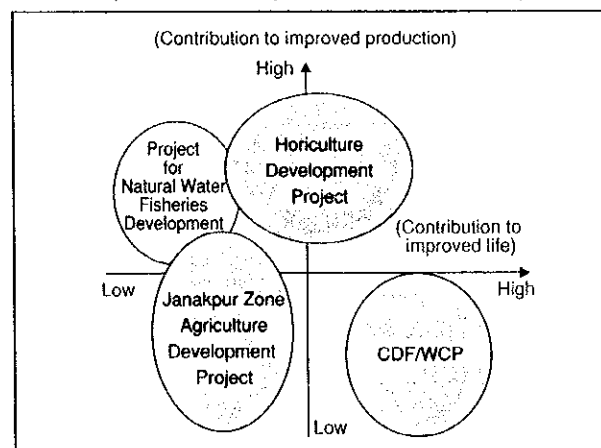 (Contribution to improved production)
High
Horiculture
Development
Project
Project
for
Natural Water
Fisheries
Development
(Contribution to
improved life)
Low
High
Janakpur Zone
Agriculture
Development
Project
CDF/WCP
Low